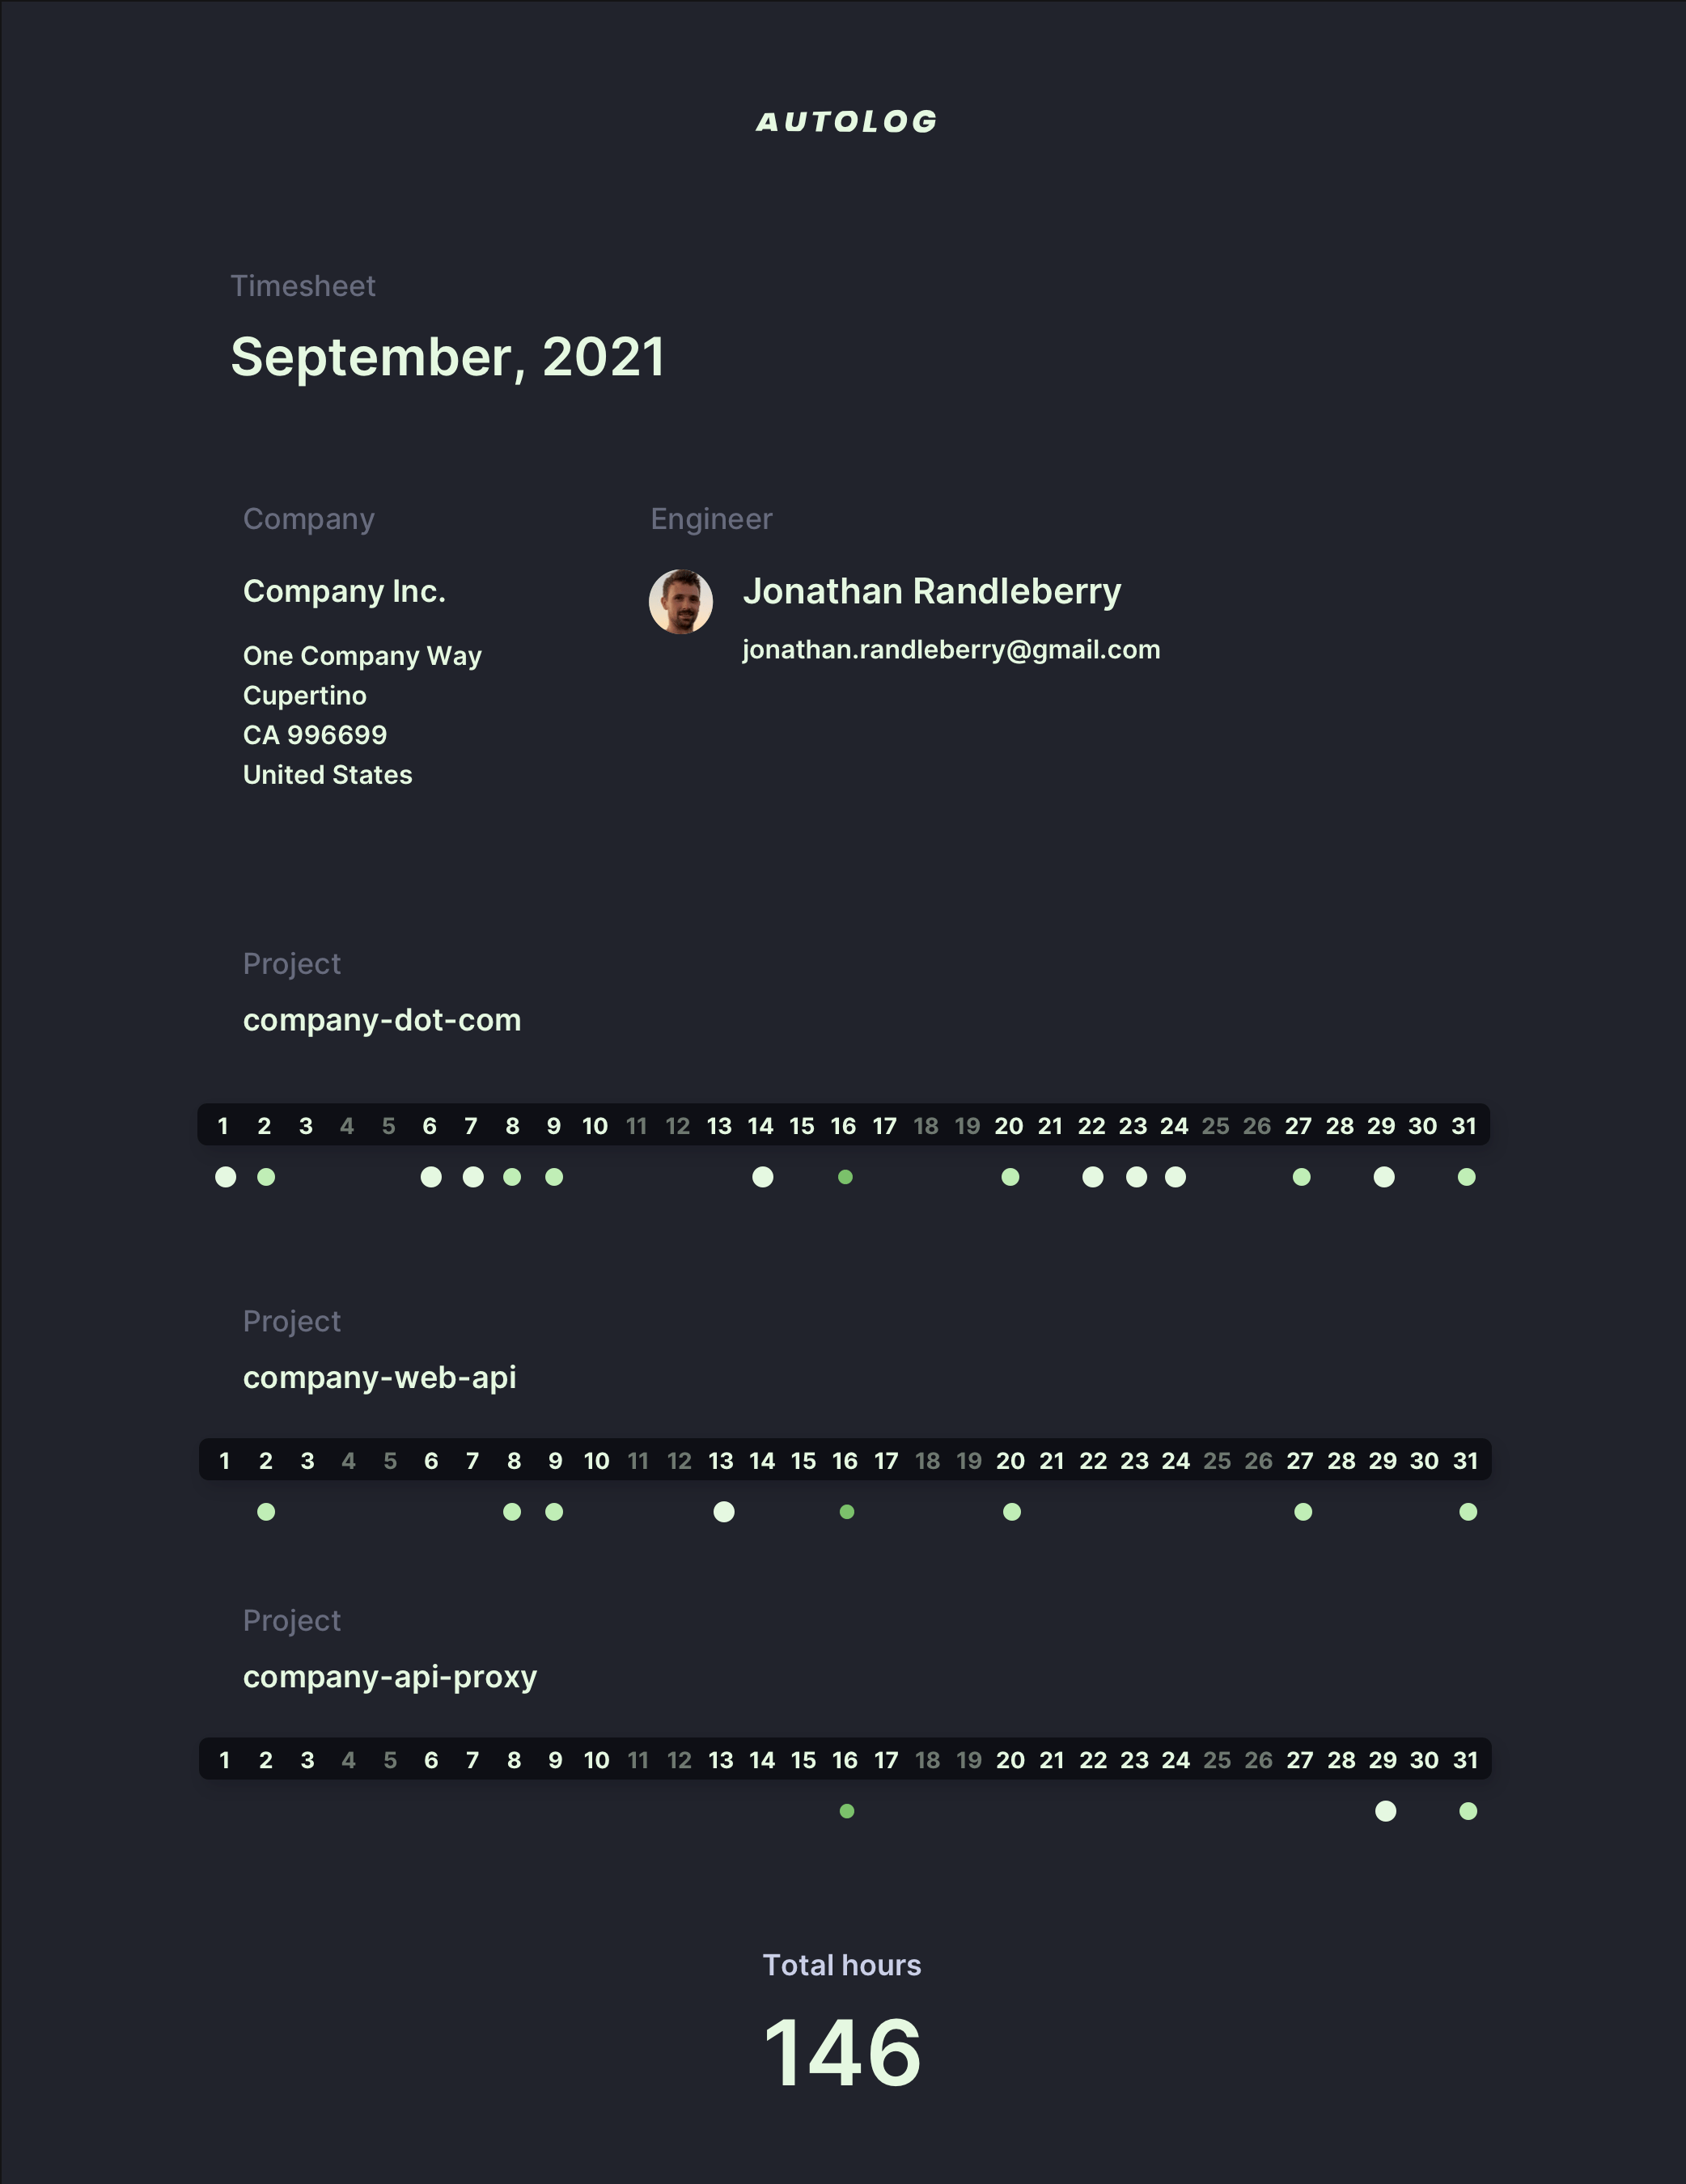 AUTOLOG
Timesheet
September, 2021
Company
Engineer
Company Inc.
Jonathan Randleberry
jonathan.randleberry@gmail.com
One Company Way
Cupertino
CA 996699
United States
Project
company-dot-com
1 2 3 4 5 6 7 8 9 10 11 12 13 14 15 16 17 18 19 20 21 22 23 24 25 26 27 28 29 30 31
Project
company-web-api
1 2 3 4 5 6 7 8 9 10 11 12 13 14 15 16 17 18 19 20 21 22 23 24 25 26 27 28 29 30 31
Project
company-api-proxy
1 2 3 4 5 6 7 8 9 10 11 12 13 14 15 16 17 18 19 20 21 22 23 24 25 26 27 28 29 30 31
Total hours
146